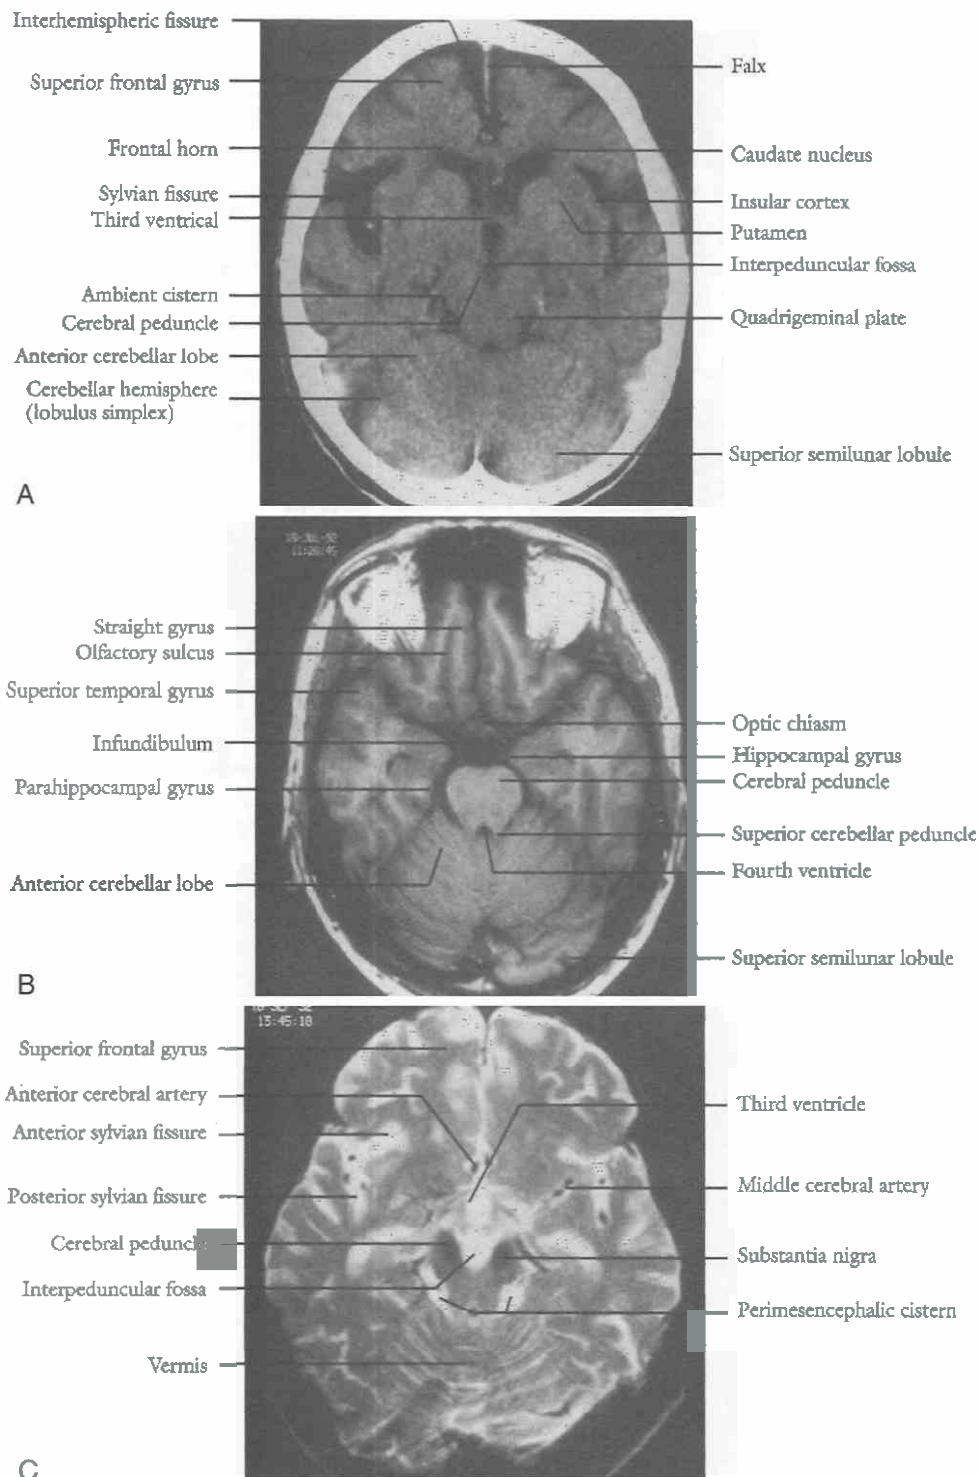 Interhemispheric fissure
Superior frontal gyrus
Frontal horn
Sylvian fissure
Third ventrical
Ambient cistern
Cerebral peduncle
Anterior cerebellar lobe
Cerebellar hemisphere
(lobulus simplex)
Falx
Caudate nucleus
Insular cortex
Putamen
Interpeduncular fossa
Quadrigeminal plate
Superior semilunar lobule
A
11:20:45
Straight gyrus
Olfactory sulcus
Superior temporal gyrus
Infundibulum
Parahippocampal gyrus
Anterior cerebellar lobe
Optic chiasm
Hippocampal gyrus
Cerebral peduncle
Superior cerebellar peduncle
Fourth ventricle
Superior semilunar lobule
B
13:45:10
Superior frontal gyrus
Anterior cerebral artery
Anterior sylvian fissure
Posterior sylvian fissure
Cerebral peduncle
Interpeduncular fossa
Vermis
Third ventricle
Middle cerebral artery
Substantia nigra
Perimesencephalic cistern
C